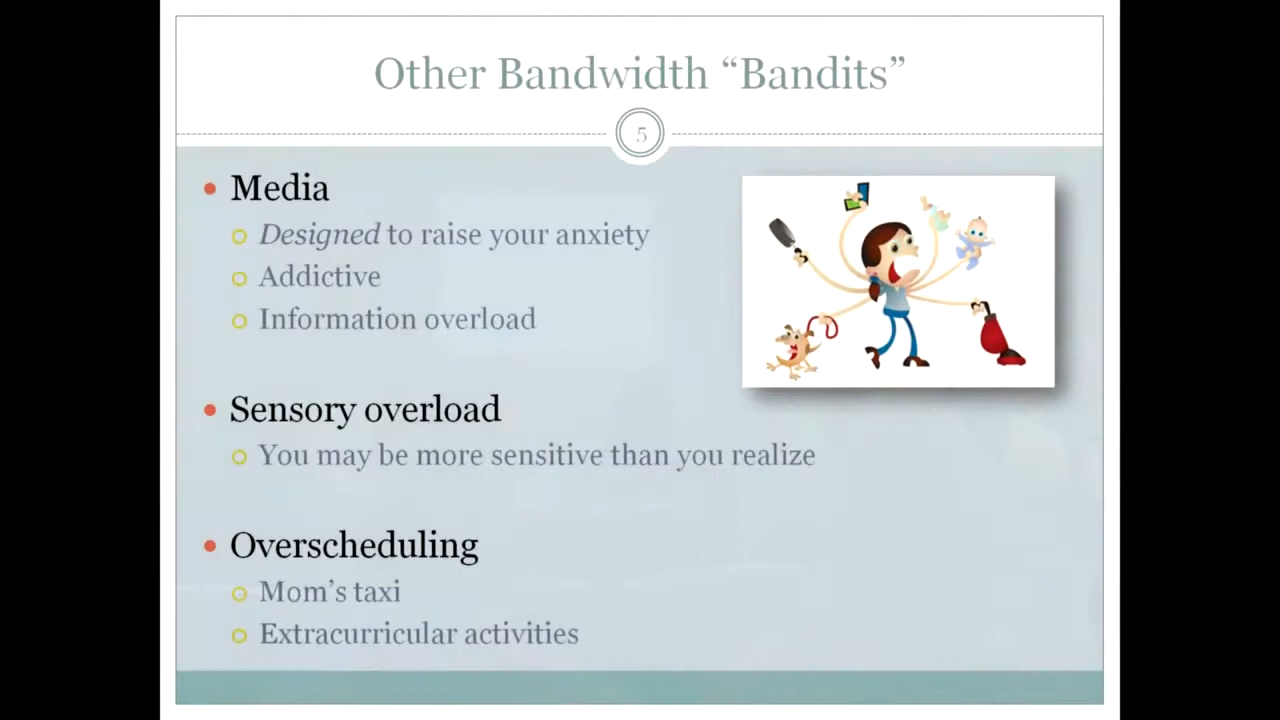 Other Bandwidth “Bandits”
5
Media
Designed to raise your anxiety
Addictive
Information overload
Sensory overload
You may be more sensitive than you realize
Overscheduling
Mom’s taxi
Extracurricular activities